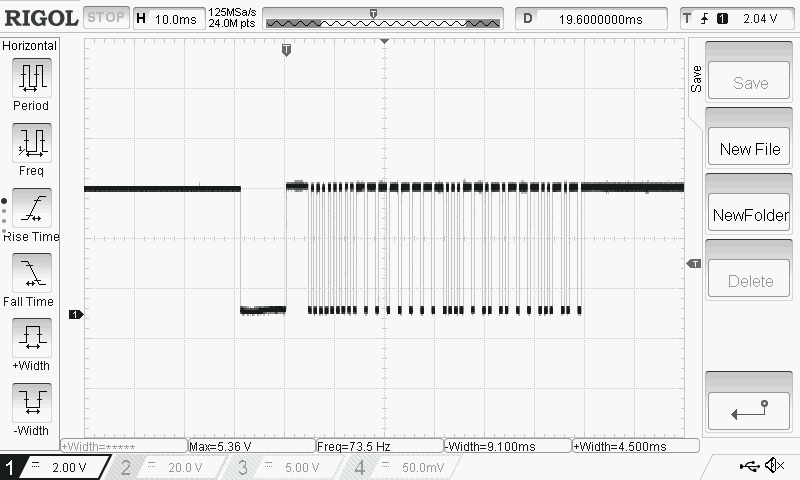 RIGOL STOP H 10.0ms 125MSa/s 24.0M pts D 19.6000000ms T 1 2.04 V
Horizontal
Period
Freq
Rise Time
Fall Time
+Width
-Width
T
T
1
T
Save
Save
New File
NewFolder
Delete
+Width=***** Max=5.36 V Freq=73.5 Hz -Width=9.100ms +Width=4.500ms
1 2.00 V 2 20.0 V 3 5.00 V 4 50.0mV